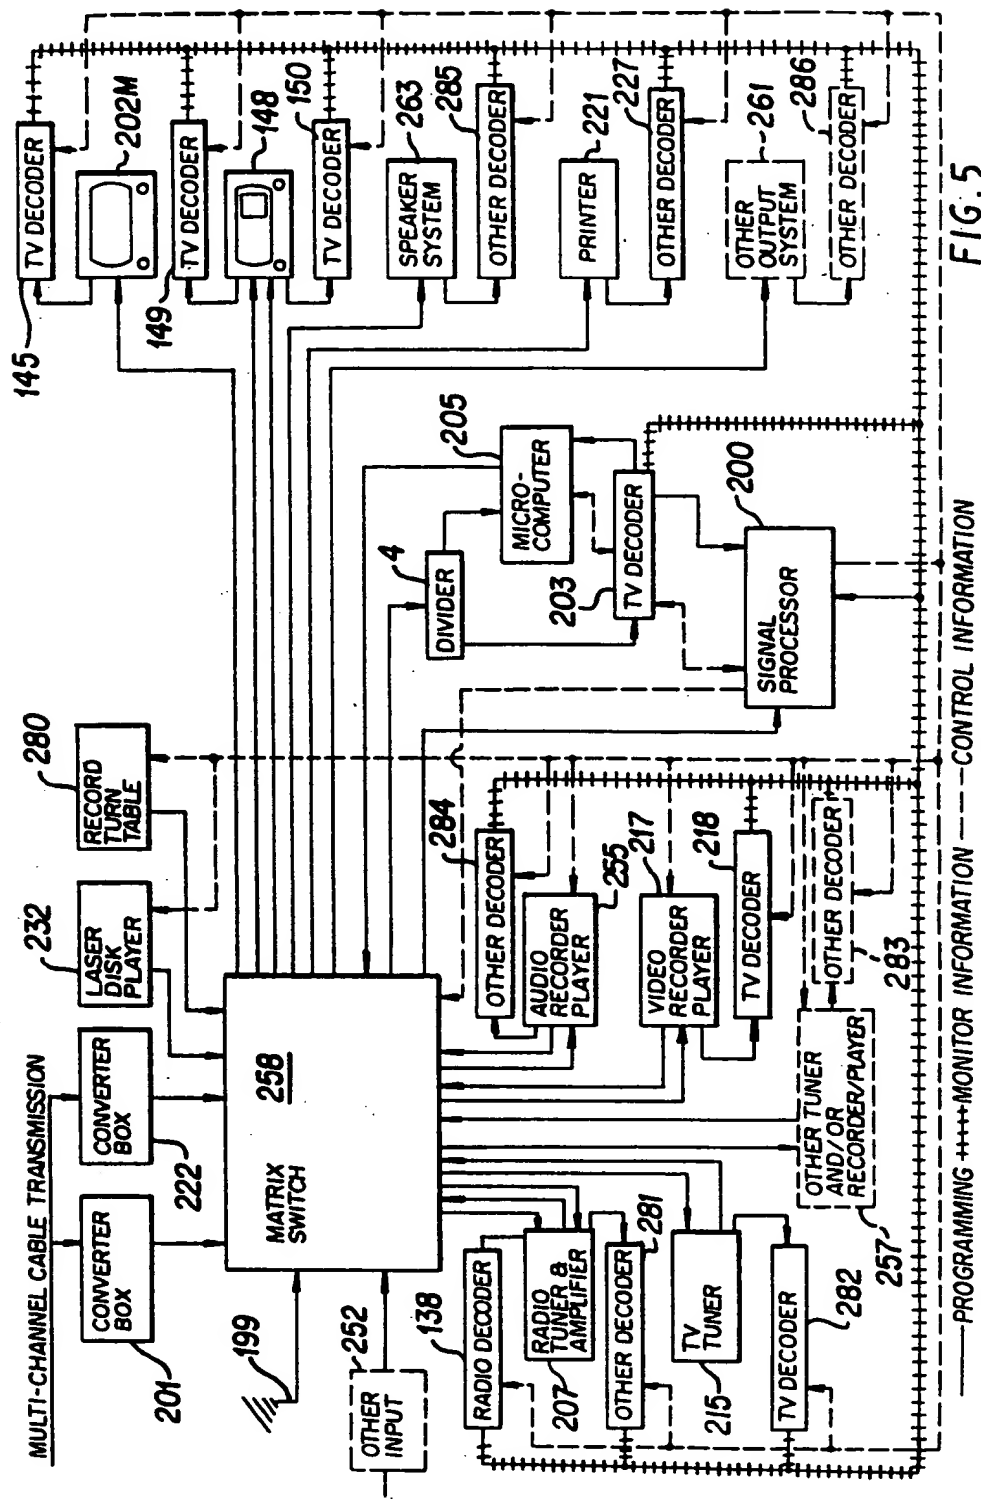 MULTI-CHANNEL CABLE TRANSMISSION
CONVERTER
BOX
201
CONVERTER
BOX
222
LASER
DISK
PLAYER
232
RECORD
TURN
TABLE
280
199
OTHER
INPUT
252
MATRIX
SWITCH
258
RADIO DECODER
138
RADIO
TUNER &
AMPLIFIER
207
OTHER DECODER
281
TV
TUNER
215
TV DECODER
282
OTHER DECODER
284
AUDIO
RECORDER
PLAYER
255
VIDEO
RECORDER
PLAYER
217
TV DECODER
218
OTHER TUNER
AND/OR
RECORDER/PLAYER
257
OTHER DECODER
283
DIVIDER
4
MICRO-
COMPUTER
205
TV DECODER
203
SIGNAL
PROCESSOR
200
TV DECODER
145
202M
TV DECODER
149
148
TV DECODER
150
SPEAKER
SYSTEM
263
OTHER DECODER
285
PRINTER
221
OTHER DECODER
227
OTHER
OUTPUT
SYSTEM
261
OTHER DECODER
286
PROGRAMMING MONITOR INFORMATION CONTROL INFORMATION
FIG. 5